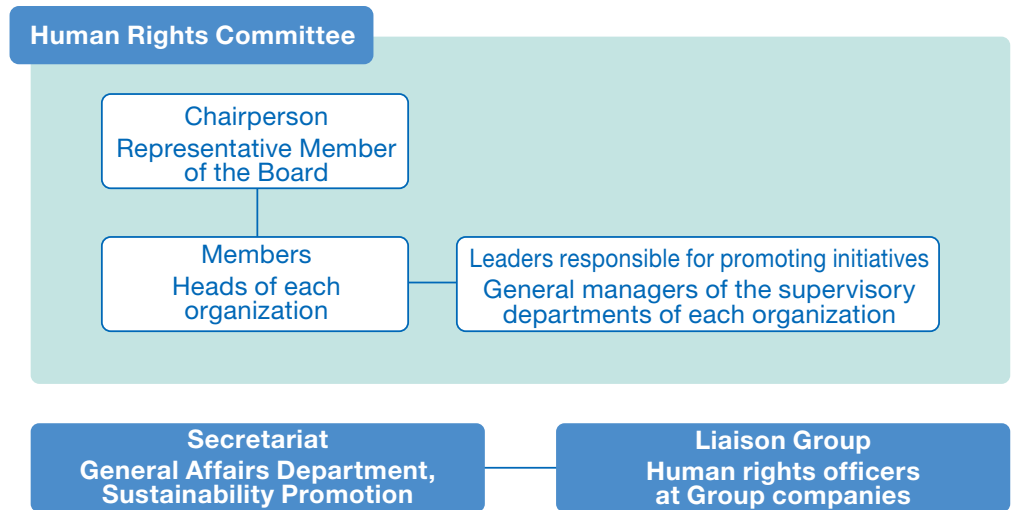 Human Rights Committee
Chairperson
Representative Member
of the Board
Members
Heads of each
organization
Leaders responsible for promoting initiatives
General managers of the supervisory
departments of each organization
Secretariat
General Affairs Department,
Sustainability Promotion
Liaison Group
Human rights officers
at Group companies